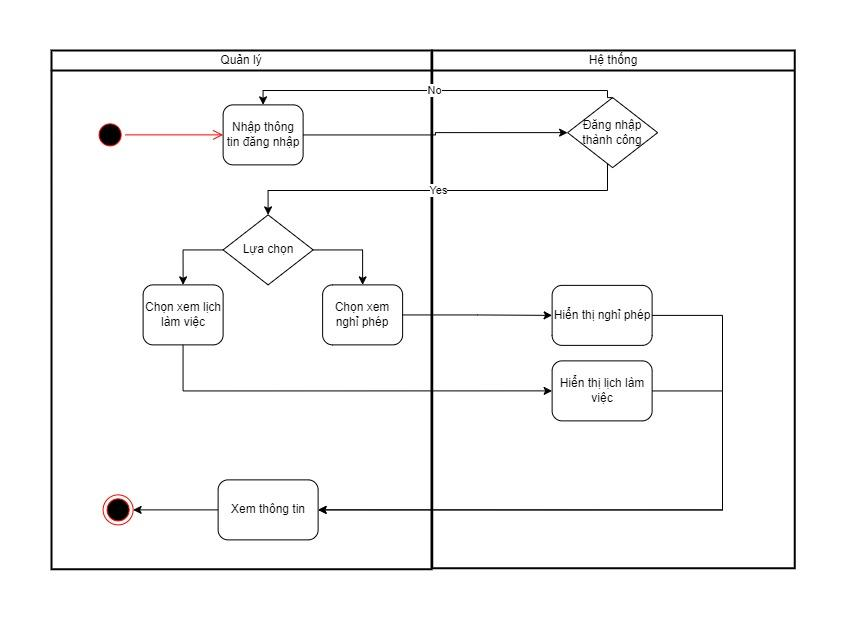 Quản lý
Hệ thống
No
Nhập thông
tin đăng nhập
Đăng nhập
thành công
Yes
Lựa chọn
Chọn xem lịch
làm việc
Chọn xem
nghỉ phép
Hiển thị nghỉ phép
Hiển thị lịch làm
việc
Xem thông tin